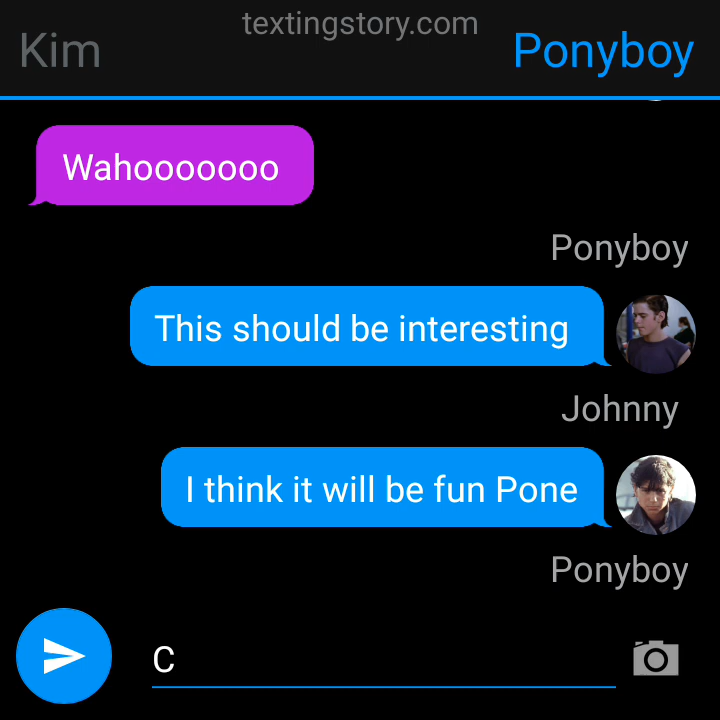 textingstory.com
Kim
Ponyboy
Wahooooooo
Ponyboy
This should be interesting
Johnny
I think it will be fun Pone
Ponyboy
C